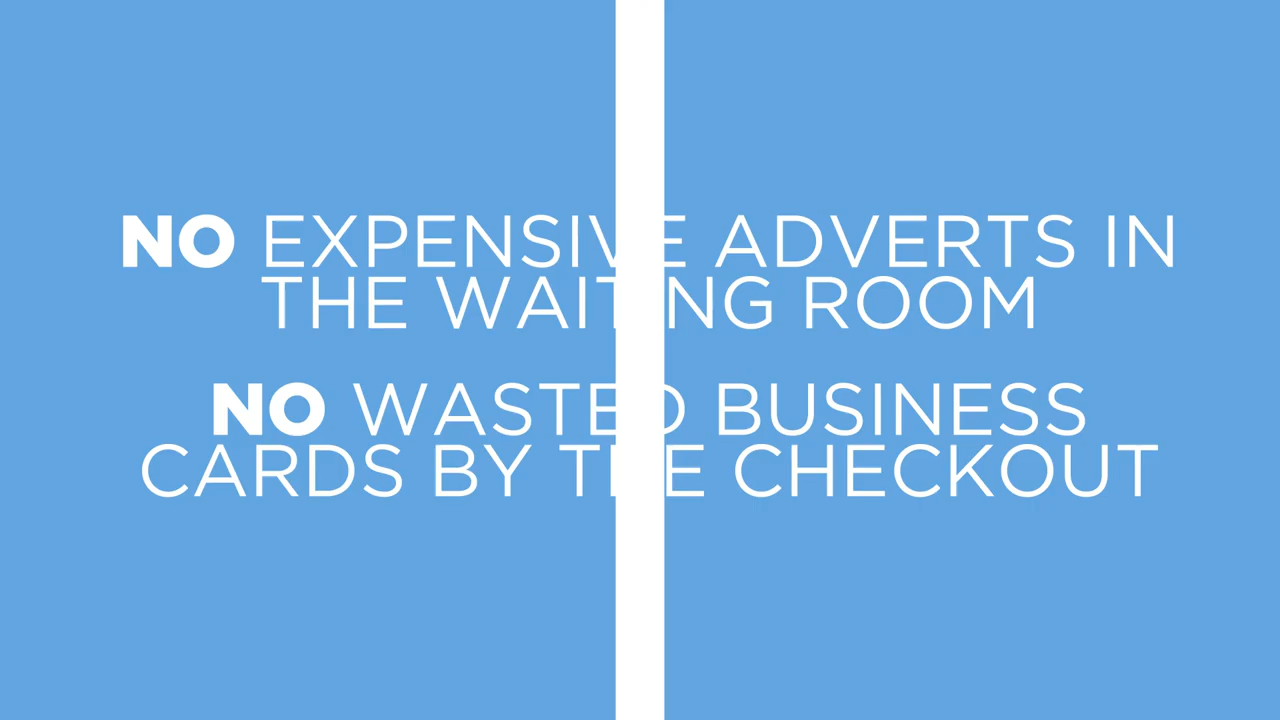 NO EXPENSIVE ADVERTS IN
THE WAITING ROOM
NO WASTED BUSINESS
CARDS BY THE CHECKOUT